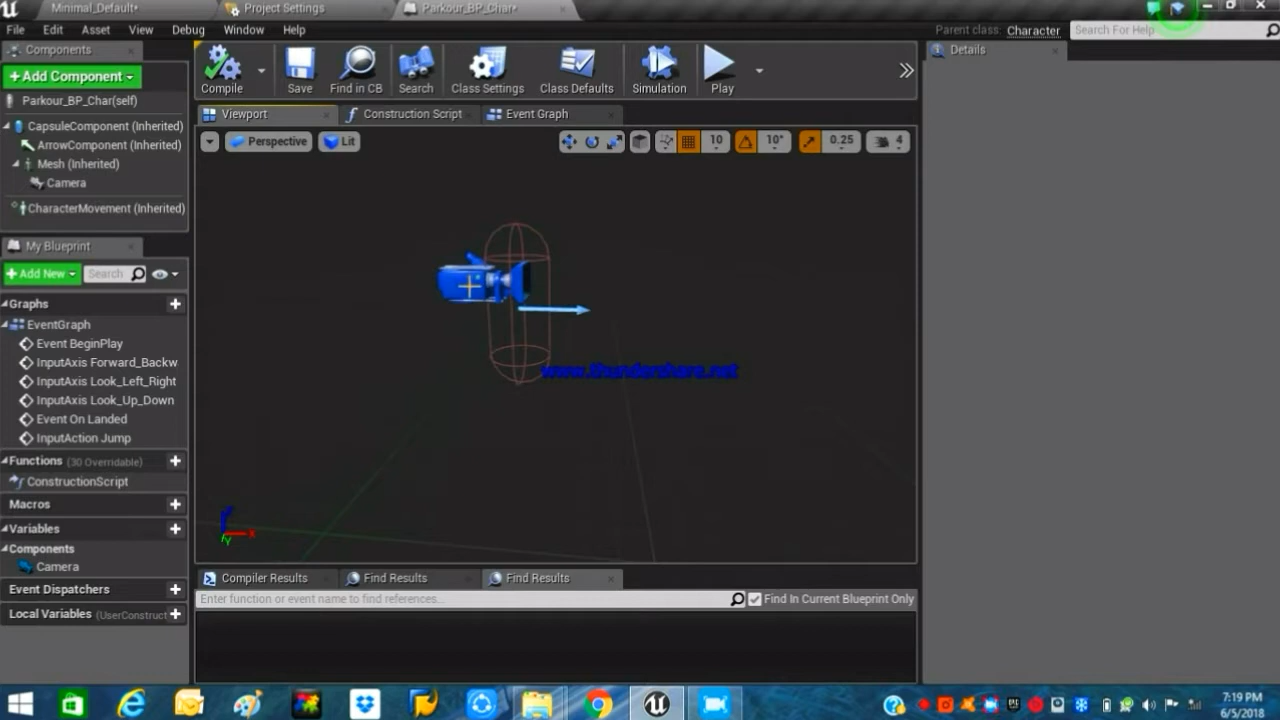 Minimal_Default*
Project Settings
Parkour_BP_Char*
File Edit Asset View Debug Window Help
Parent class: Character
Search For Help
Components
Details
Add Component
Compile Save Find in CB Search Class Settings Class Defaults Simulation Play
Parkour_BP_Char(self)
Viewport Construction Script Event Graph
CapsuleComponent (Inherited)
Perspective Lit 10 10° 0.25 4
ArrowComponent (Inherited)
Mesh (Inherited)
Camera
CharacterMovement (Inherited)
My Blueprint
Add New Search
Graphs
EventGraph
Event BeginPlay
InputAxis Forward_Backw
InputAxis Look_Left_Right
InputAxis Look_Up_Down
Event On Landed
InputAction Jump
Functions (30 Overridable)
ConstructionScript
Macros
Variables
Components
Camera
Event Dispatchers
Local Variables (UserConstruct
www.thundershare.net
X
Y
Compiler Results Find Results Find Results
Enter function or event name to find references...
Find In Current Blueprint Only
7:19 PM
6/5/2018